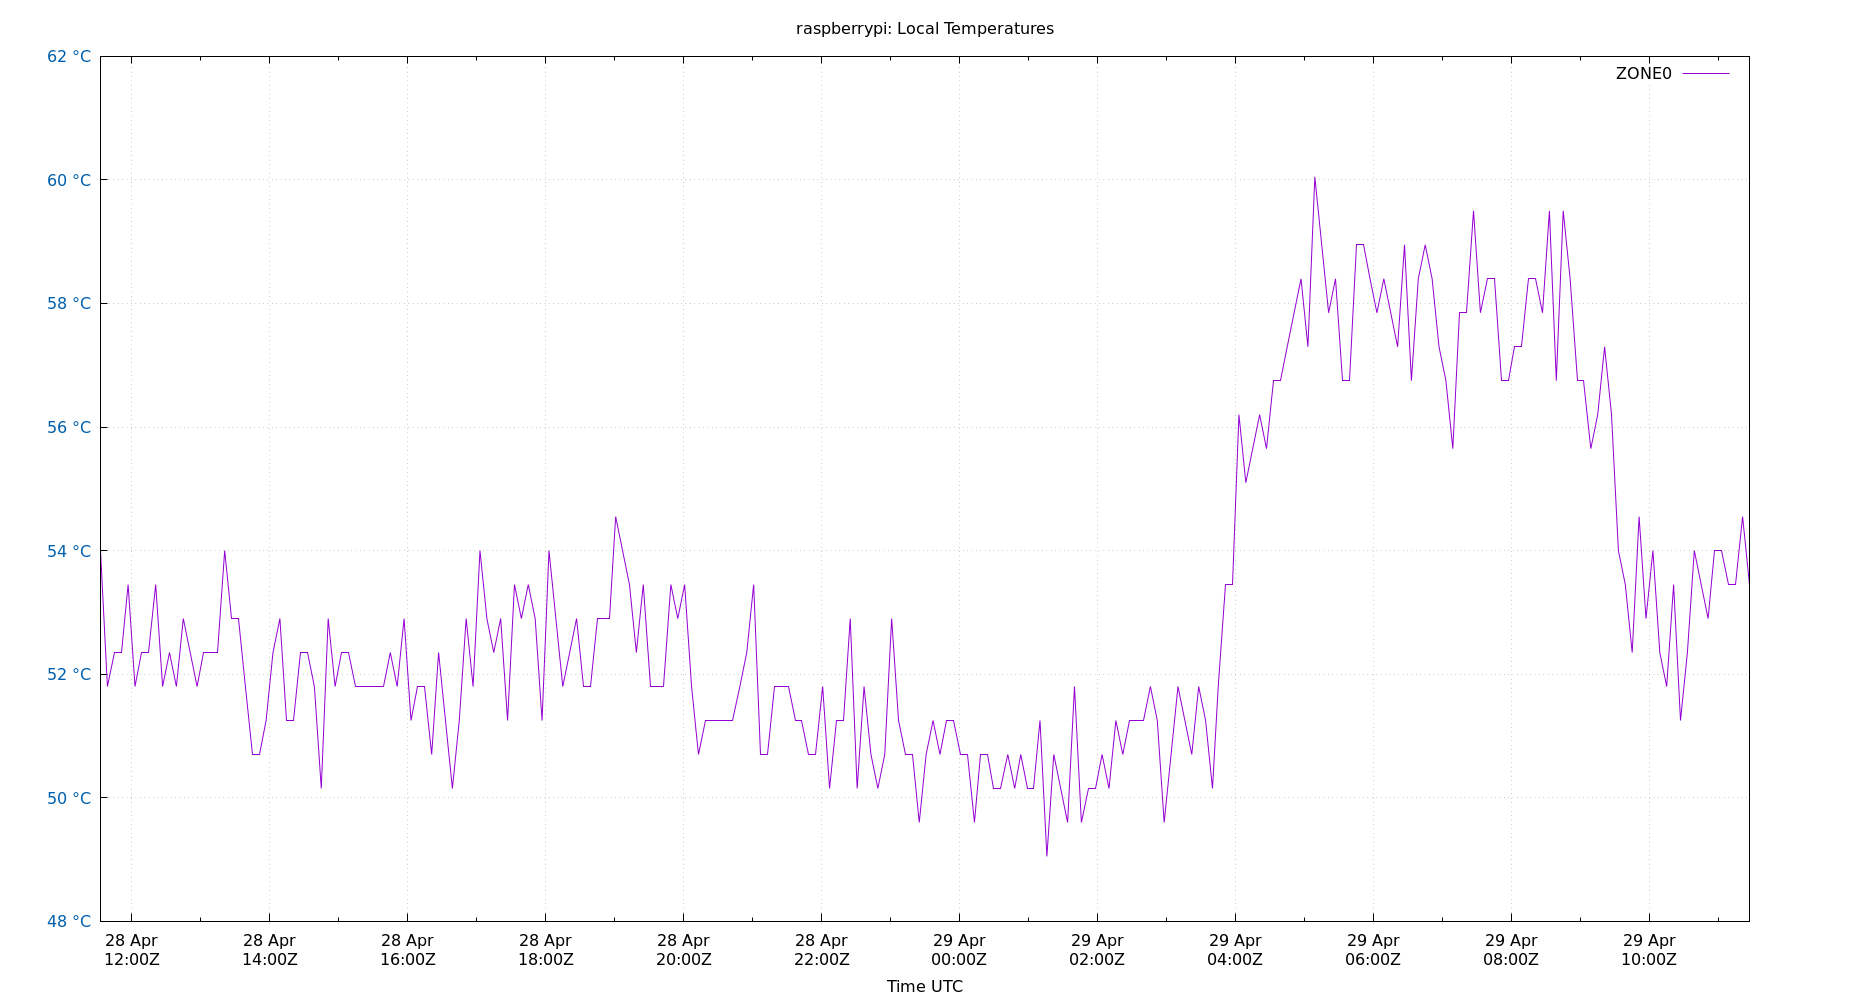 raspberrypi: Local Temperatures
62 °C
ZONE0
60 °C
58 °C
56 °C
54 °C
52 °C
50 °C
48 °C
28 Apr 28 Apr 28 Apr 28 Apr 28 Apr 28 Apr 29 Apr 29 Apr 29 Apr 29 Apr 29 Apr 29 Apr
12:00Z 14:00Z 16:00Z 18:00Z 20:00Z 22:00Z 00:00Z 02:00Z 04:00Z 06:00Z 08:00Z 10:00Z
Time UTC